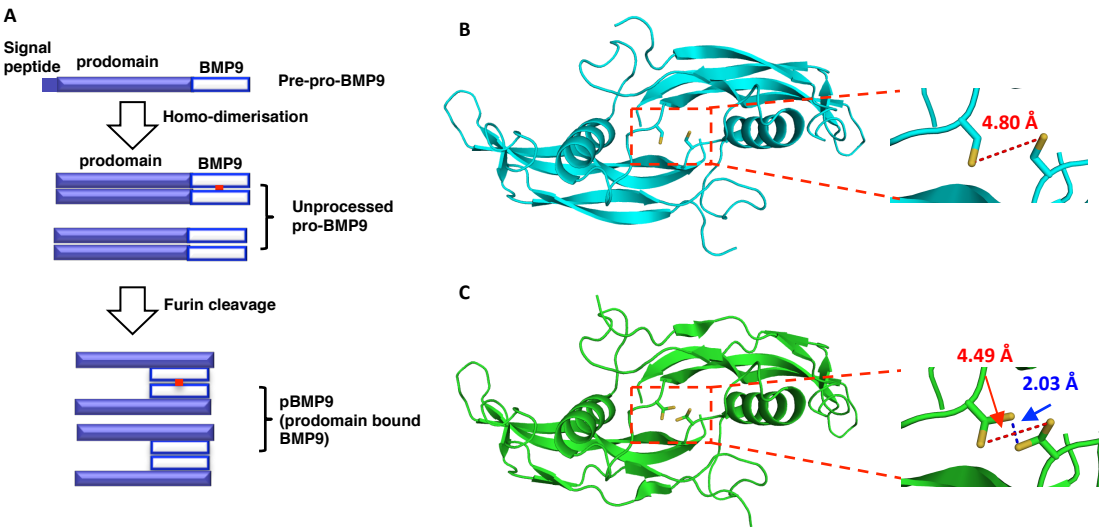 A
Signal
peptide
prodomain
BMP9
Pre-pro-BMP9
Homo-dimerisation
prodomain
BMP9
Unprocessed
pro-BMP9
Furin cleavage
pBMP9
(prodomain bound
BMP9)
B
4.80 Å
C
4.49 Å
2.03 Å